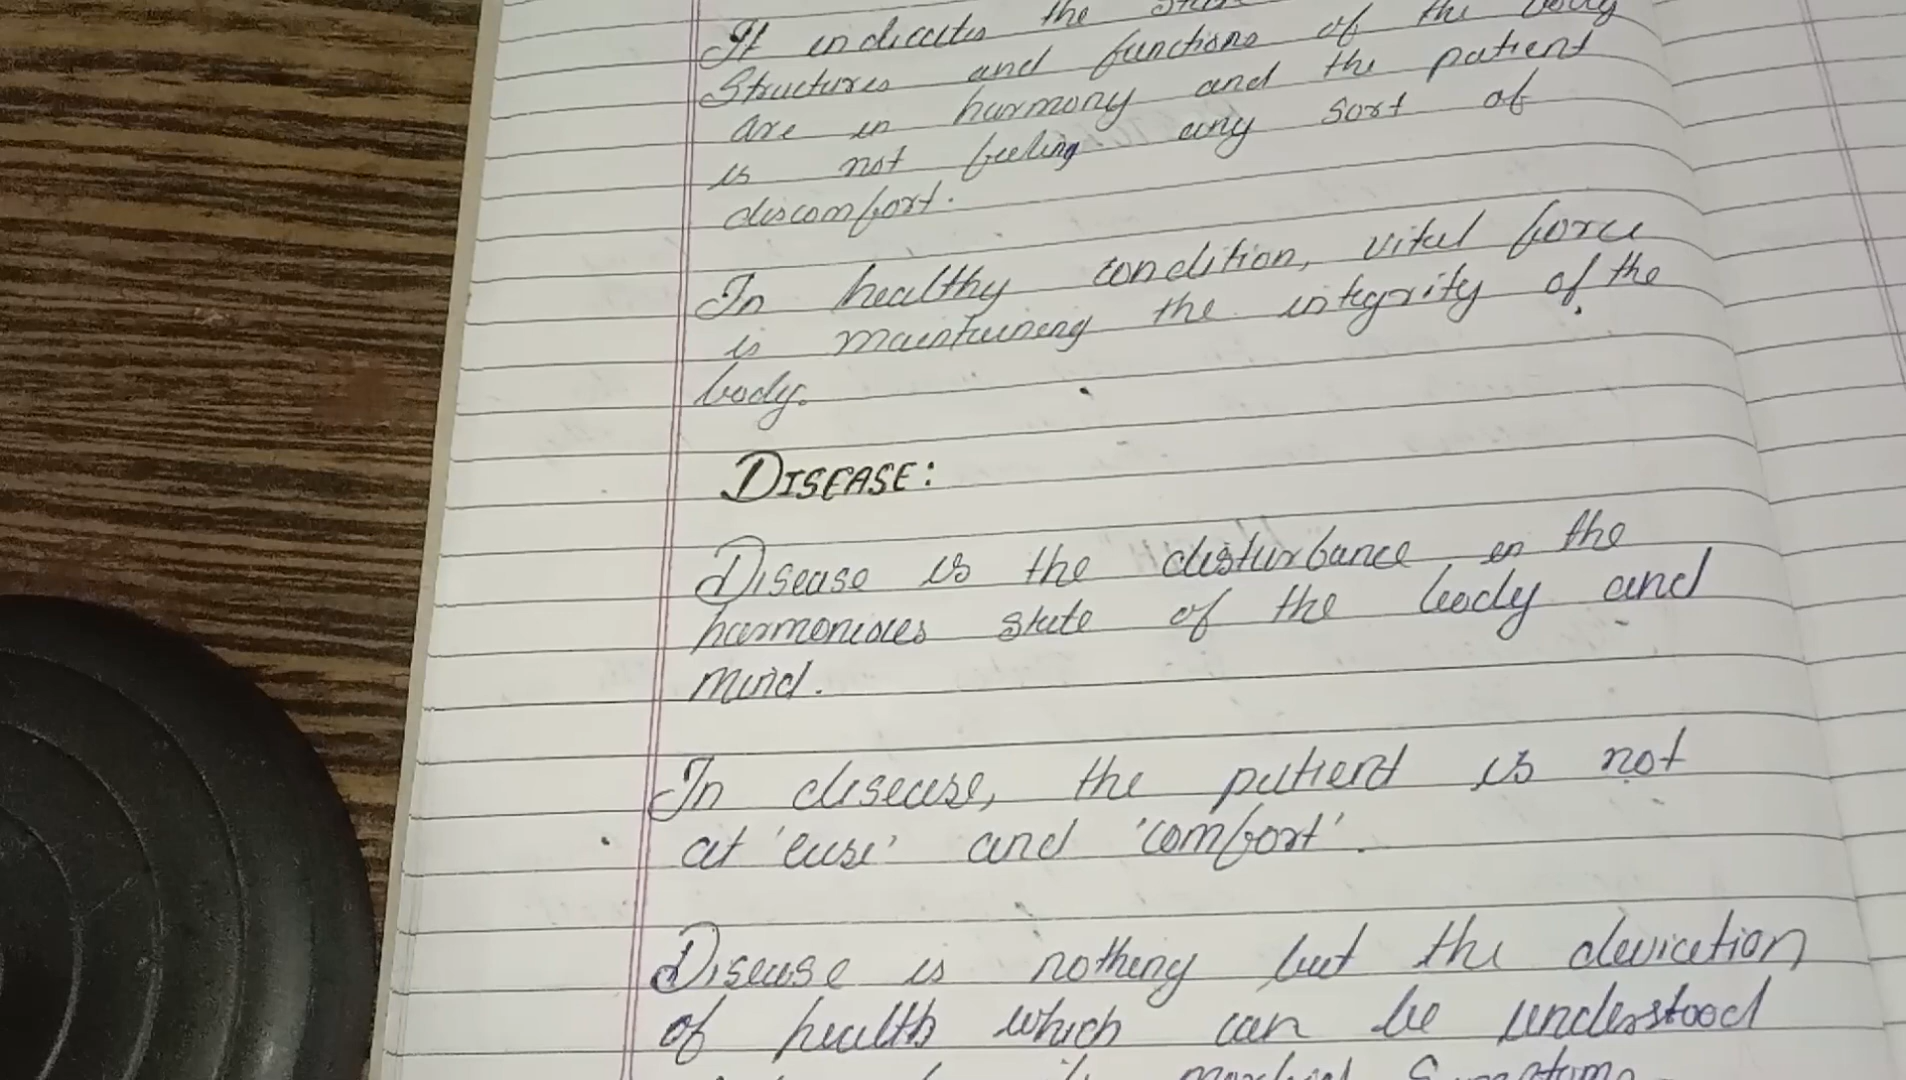 It indicates the
Structures and functions of the body
are in harmony and the patient
is not feeling any sort of
discomfort.
In healthy condition, vital force
is maintaining the integrity of the
body.
DISEASE:
Disease is the disturbance in the
harmonious state of the body and
mind.
In disease, the patient is not
at 'ease' and 'comfort'.
Disease is nothing but the deviation
of health which can be understood
morbid Symptoms